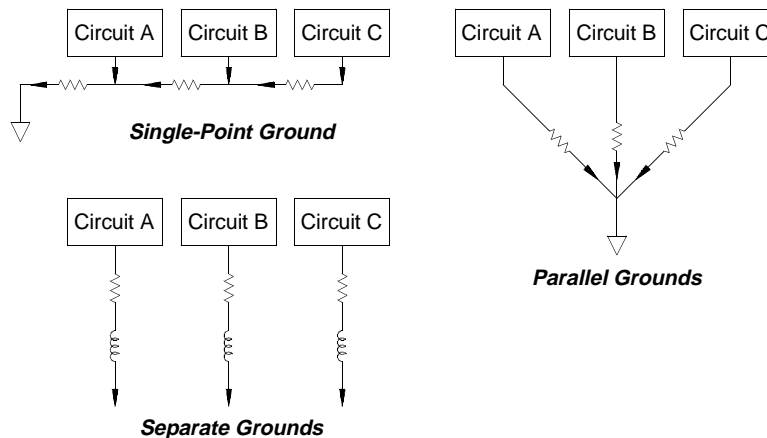 Circuit A Circuit B Circuit C
Single-Point Ground
Circuit A Circuit B Circuit C
Parallel Grounds
Circuit A Circuit B Circuit C
Separate Grounds